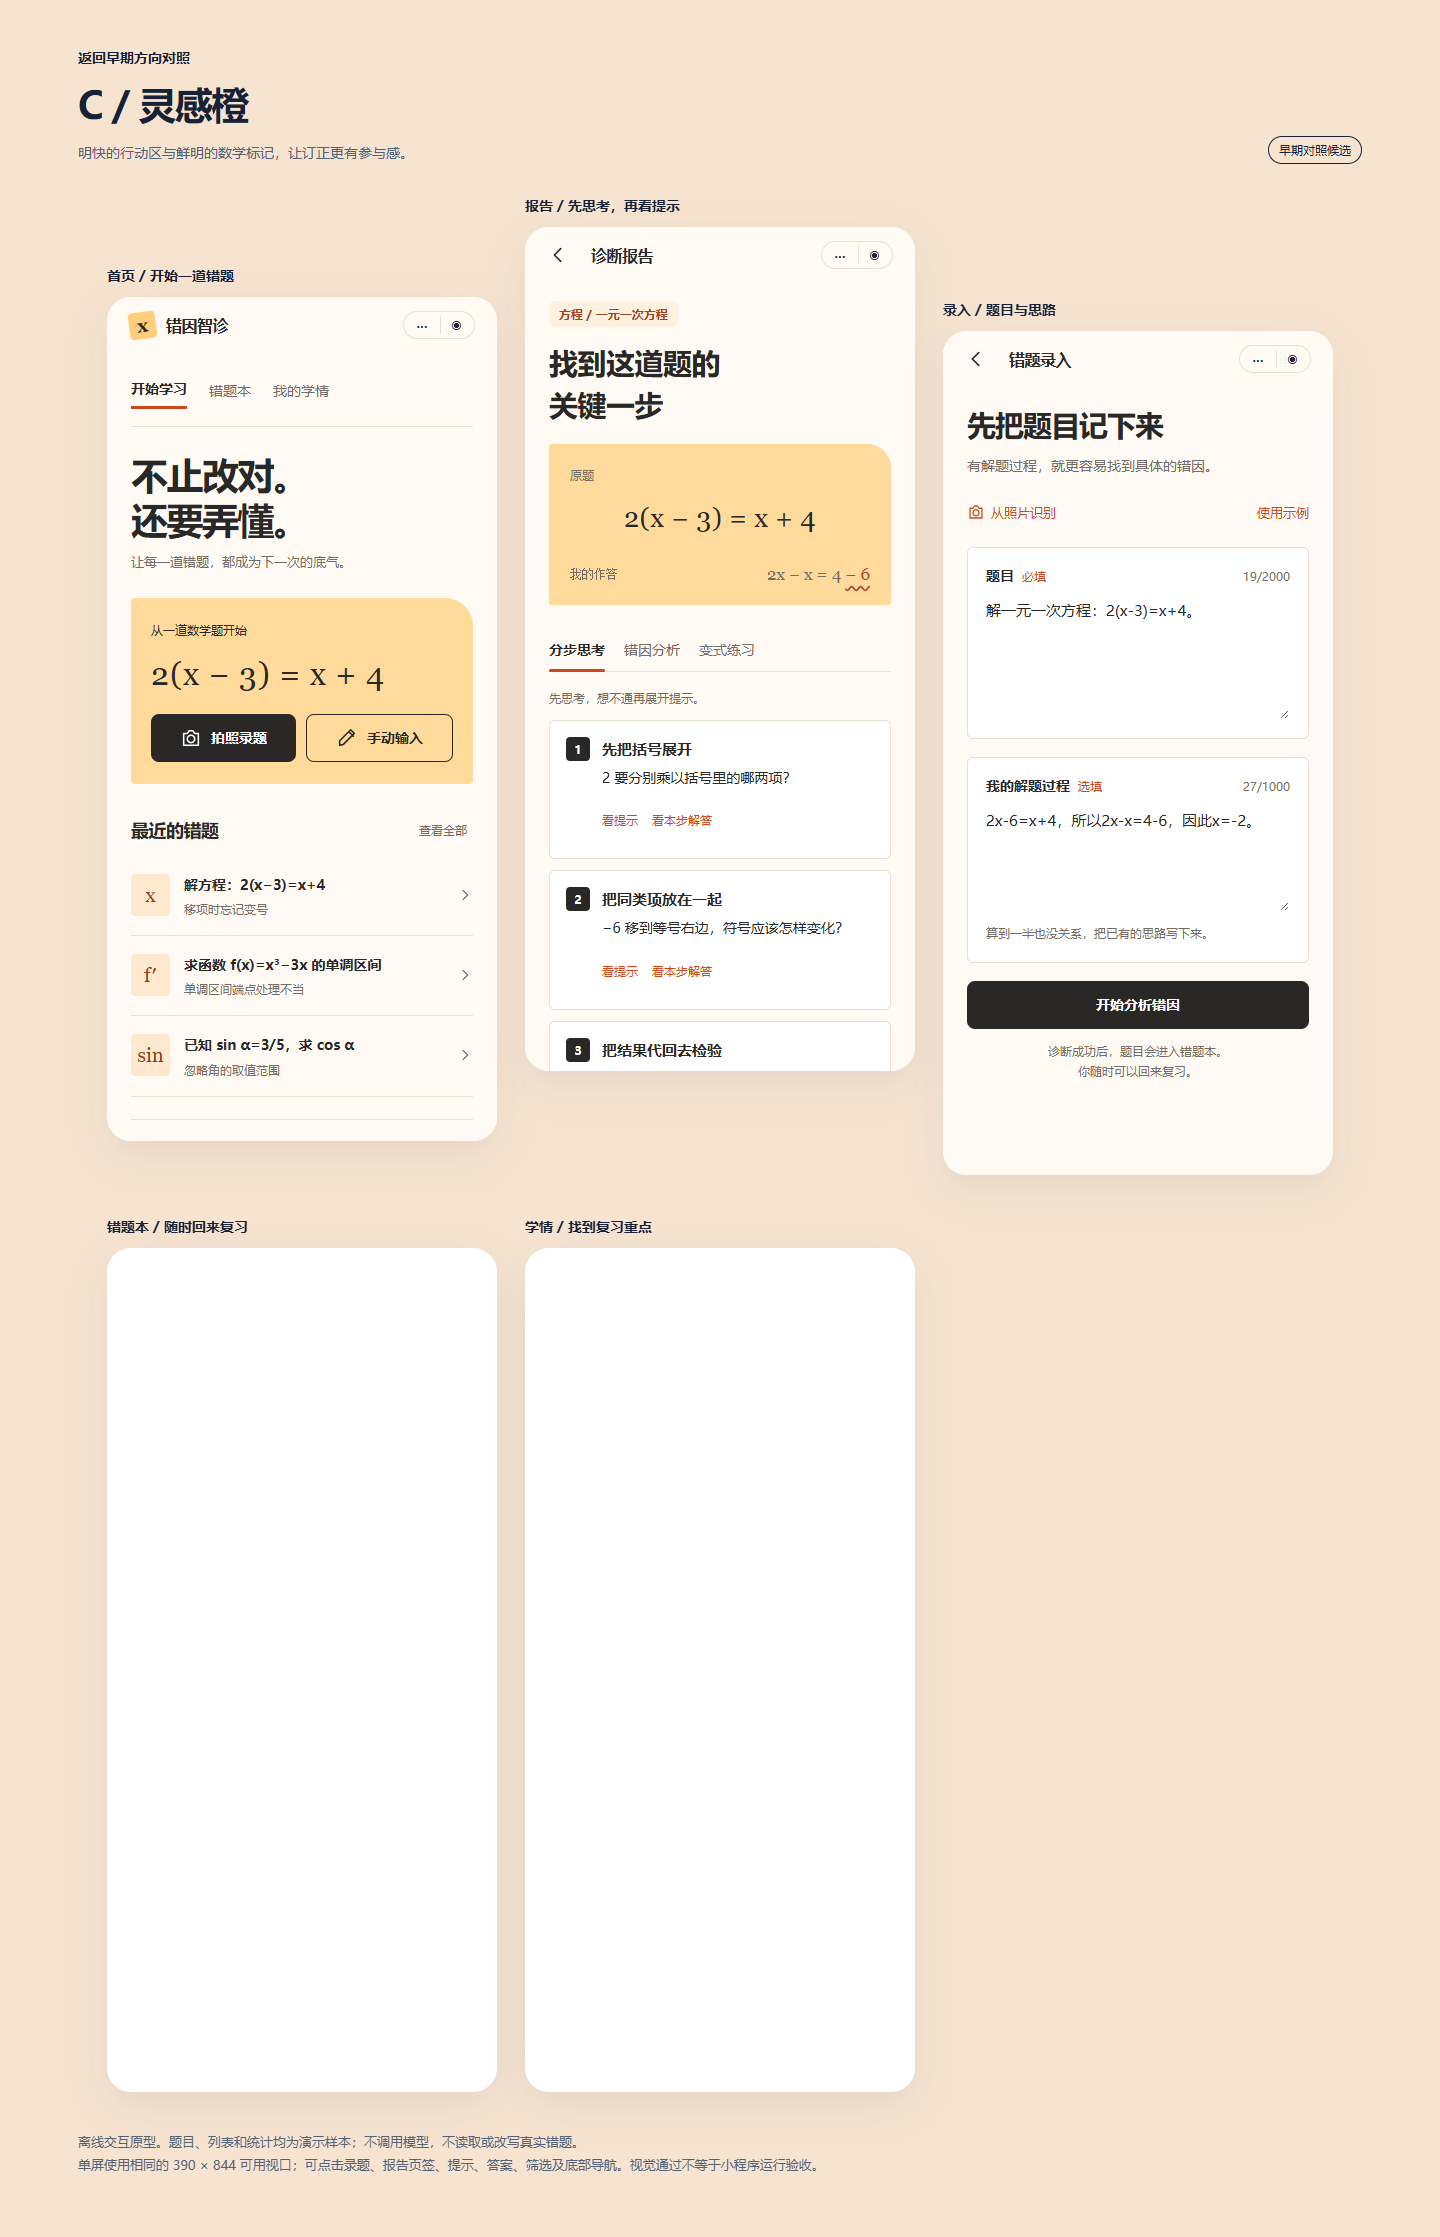 返回早期方向对照
C / 灵感橙
明快的行动区与鲜明的数学标记，让订正更有参与感。
早期对照候选
首页 / 开始一道错题
x 错因智诊
开始学习 错题本 我的学情
不止改对。
还要弄懂。
让每一道错题，都成为下一次的底气。
从一道数学题开始
2(x − 3) = x + 4
拍照录题 手动输入
最近的错题 查看全部
x 解方程：2(x−3)=x+4
移项时忘记变号
f′ 求函数 f(x)=x³−3x 的单调区间
单调区间端点处理不当
sin 已知 sin α=3/5，求 cos α
忽略角的取值范围
报告 / 先思考，再看提示
诊断报告
方程 / 一元一次方程
找到这道题的
关键一步
原题
2(x − 3) = x + 4
我的作答 2x − x = 4 − 6
分步思考 错因分析 变式练习
先思考，想不通再展开提示。
1 先把括号展开
2 要分别乘以括号里的哪两项？
看提示 看本步解答
2 把同类项放在一起
−6 移到等号右边，符号应该怎样变化？
看提示 看本步解答
3 把结果代回去检验
录入 / 题目与思路
错题录入
先把题目记下来
有解题过程，就更容易找到具体的错因。
从照片识别 使用示例
题目 必填 19/2000
解一元一次方程：2(x-3)=x+4。
我的解题过程 选填 27/1000
2x-6=x+4，所以2x-x=4-6，因此x=-2。
算到一半也没关系，把已有的思路写下来。
开始分析错因
诊断成功后，题目会进入错题本。
你随时可以回来复习。
错题本 / 随时回来复习
学情 / 找到复习重点
离线交互原型。题目、列表和统计均为演示样本；不调用模型，不读取或改写真实错题。
单屏使用相同的 390 × 844 可用视口；可点击录题、报告页签、提示、答案、筛选及底部导航。视觉通过不等于小程序运行验收。